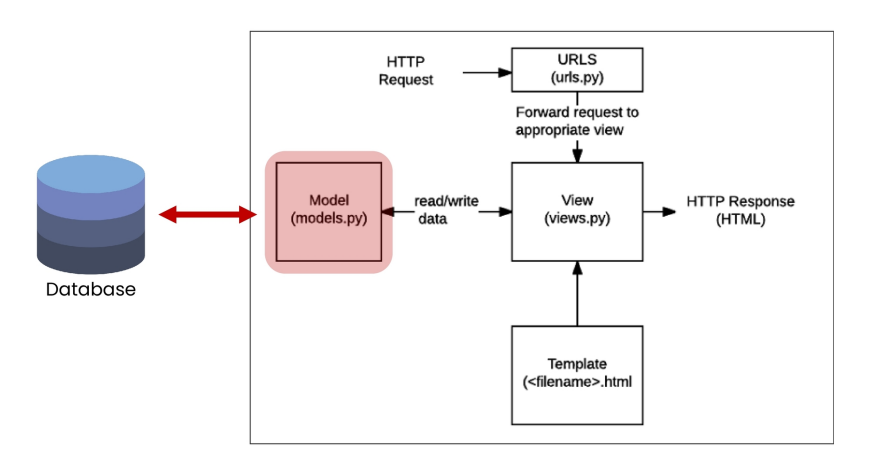 HTTP
Request
URLS
(urls.py)
Forward request to
appropriate view
Model
(models.py)
read/write
data
View
(views.py)
HTTP Response
(HTML)
Database
Template
(<filename>.html